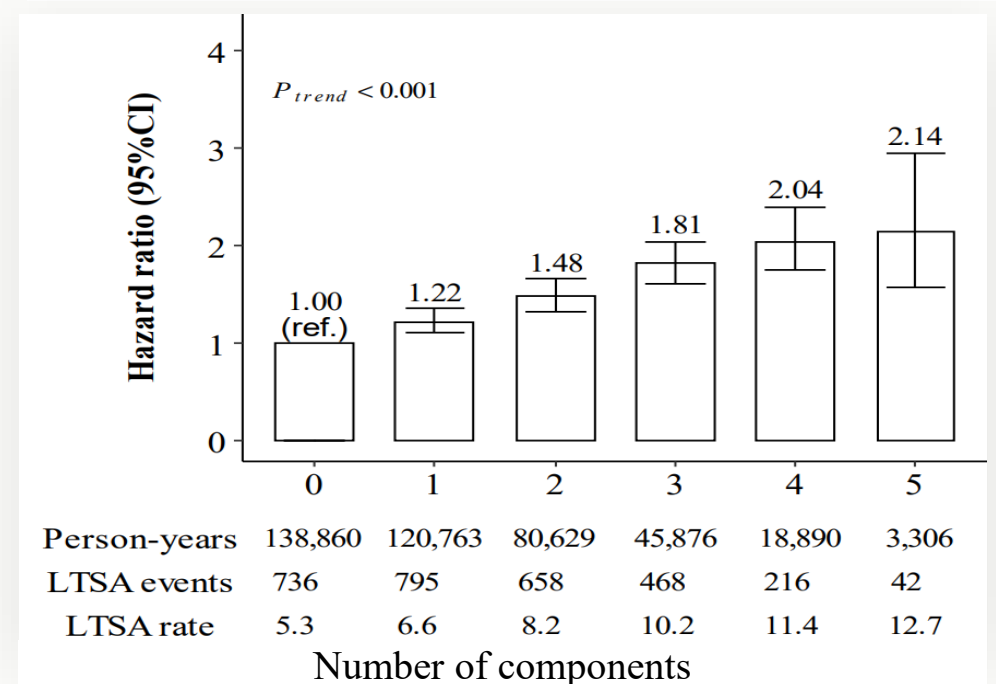 Hazard ratio (95%CI)
4
3
2
1
0
P trend < 0.001
1.00
(ref.)
1.22
1.48
1.81
2.04
2.14
0 1 2 3 4 5
Person-years 138,860 120,763 80,629 45,876 18,890 3,306
LTSA events 736 795 658 468 216 42
LTSA rate 5.3 6.6 8.2 10.2 11.4 12.7
Number of components